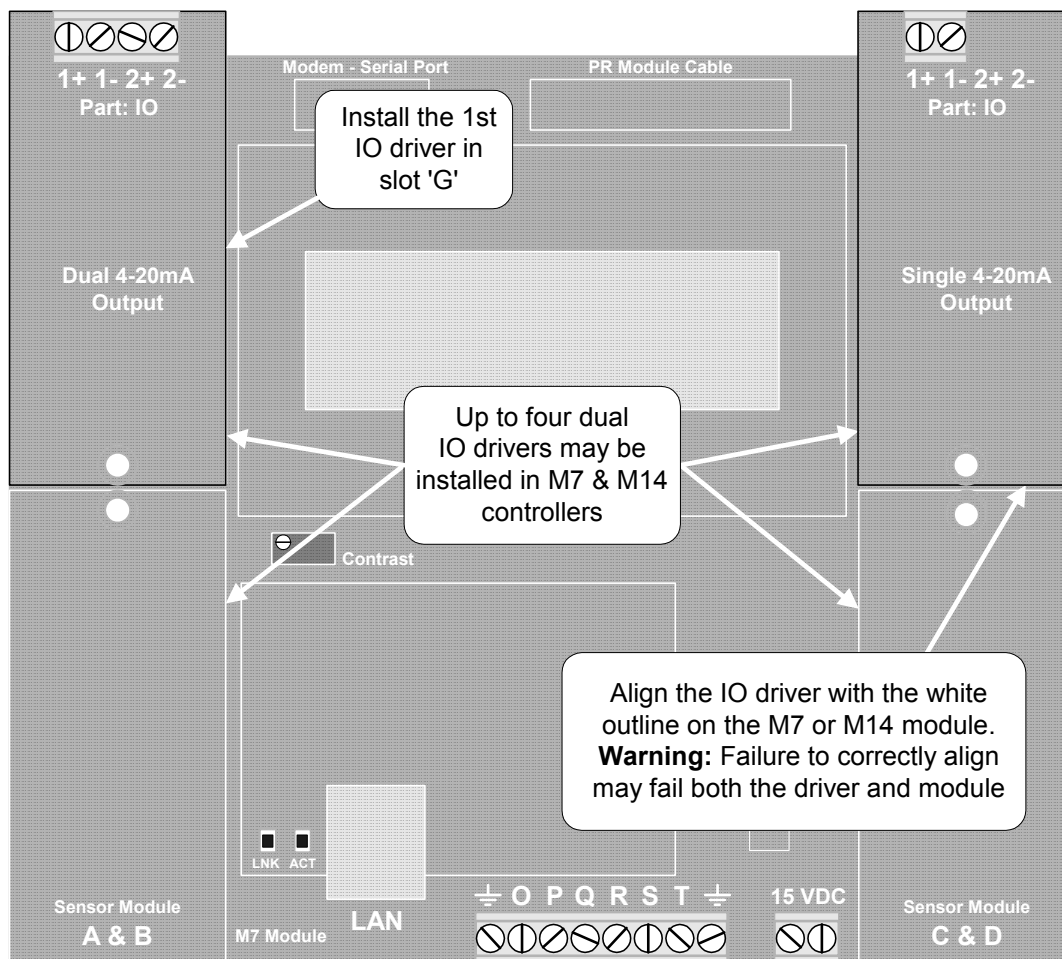 1+ 1- 2+ 2-
Part: IO
Modem - Serial Port
PR Module Cable
1+ 1- 2+ 2-
Part: IO
Install the 1st
IO driver in
slot 'G'
Dual 4-20mA
Output
Single 4-20mA
Output
Up to four dual
IO drivers may be
installed in M7 & M14
controllers
Contrast
Align the IO driver with the white
outline on the M7 or M14 module.
Warning: Failure to correctly align
may fail both the driver and module
LNK ACT
LAN
O P Q R S T
15 VDC
Sensor Module
A & B
M7 Module
Sensor Module
C & D